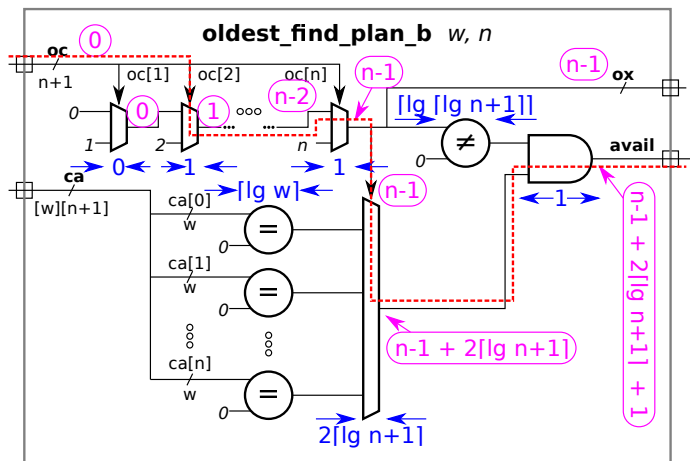 oldest_find_plan_b w, n
oc
0
n+1
oc[1]
oc[2]
oc[n]
n-1
n-1
ox
0
0
1
n-2
⌈lg ⌈lg n+1⌉⌉
1
2
... ...
n
≠
0
avail
0
1
1
ca
[w][n+1]
⌈lg w⌉
n-1
1
ca[0]
w
=
0
n-1 + 2⌈lg n+1⌉ + 1
ca[1]
w
=
0
n-1 + 2⌈lg n+1⌉
ca[n]
w
=
0
2⌈lg n+1⌉